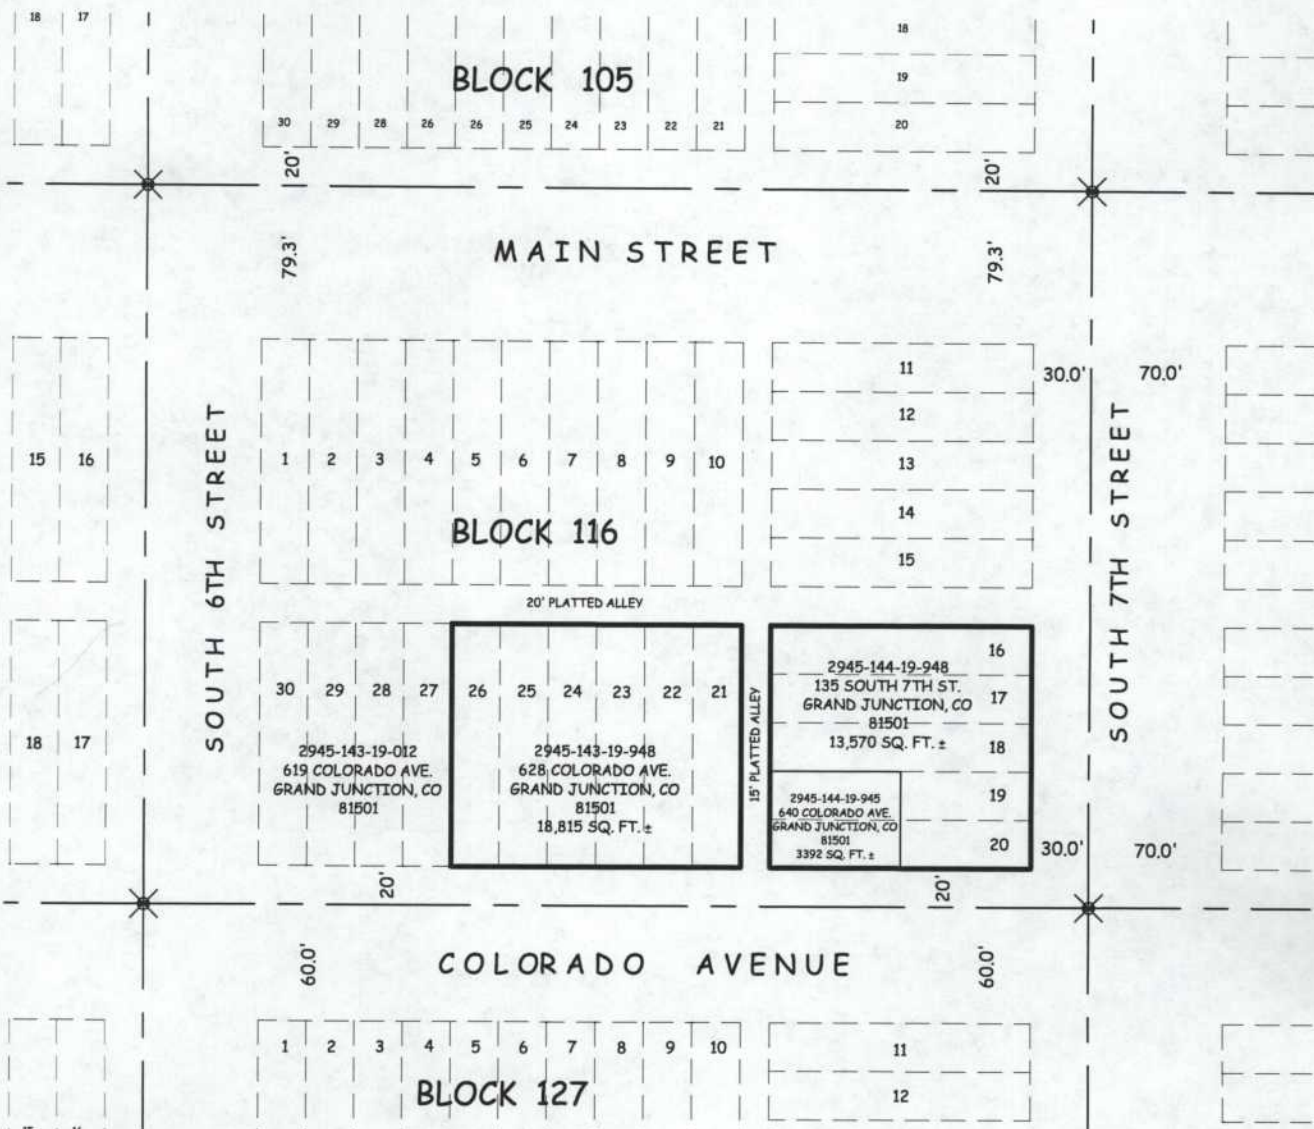 18 17
18
BLOCK 105
19
30 29 28 26 26 25 24 23 22 21
20
20'
20'
MAIN STREET
79.3'
79.3'
11
30.0' 70.0'
12
SOUTH 6TH STREET
SOUTH 7TH STREET
15 16
1 2 3 4 5 6 7 8 9 10
13
14
BLOCK 116
15
20' PLATTED ALLEY
16
2945-144-19-948
135 SOUTH 7TH ST.
GRAND JUNCTION, CO
81501
13,570 SQ. FT. ±
17
18
30 29 28 27 26 25 24 23 22 21
15' PLATTED ALLEY
18 17
2945-143-19-012
619 COLORADO AVE.
GRAND JUNCTION, CO
81501
2945-143-19-948
628 COLORADO AVE.
GRAND JUNCTION, CO
81501
18,815 SQ. FT. ±
2945-144-19-945
640 COLORADO AVE.
GRAND JUNCTION, CO
81501
3392 SQ. FT. ±
19
20
30.0' 70.0'
20'
20'
60.0'
COLORADO AVENUE
60.0'
1 2 3 4 5 6 7 8 9 10
11
BLOCK 127
12